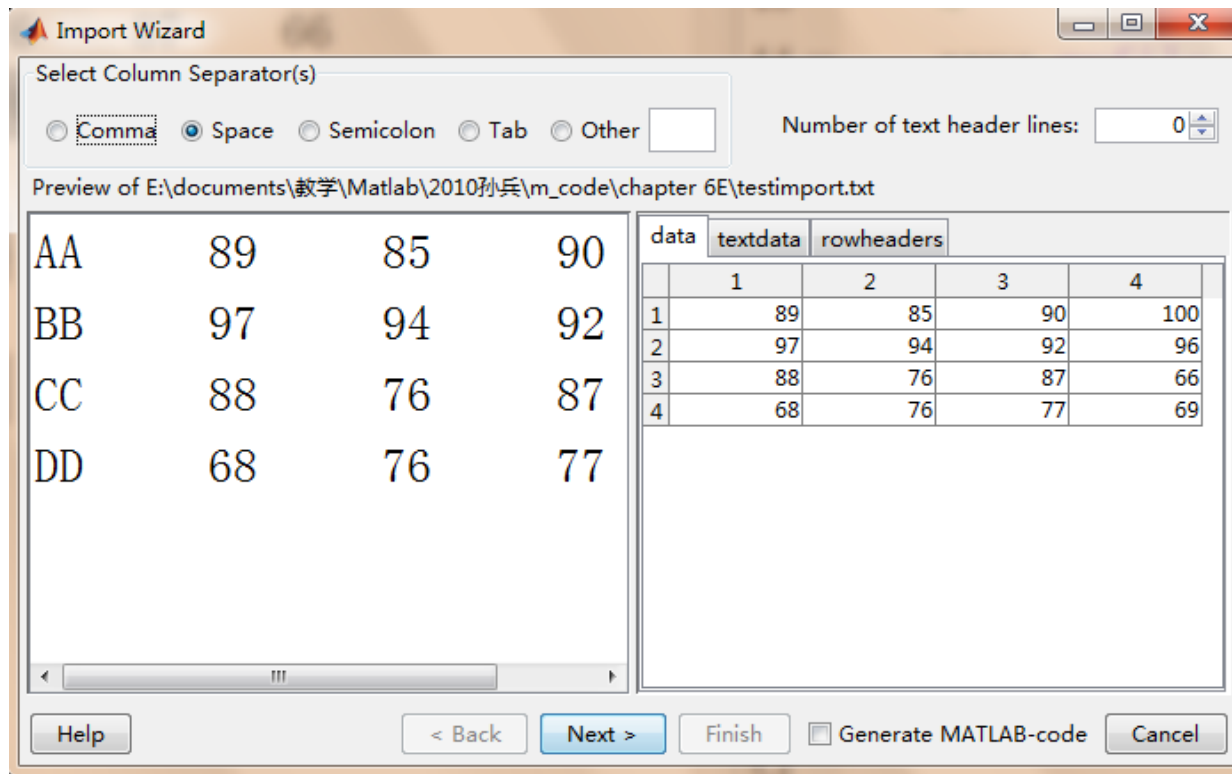 Import Wizard
Select Column Separator(s)
Comma Space Semicolon Tab Other
Number of text header lines: 0
Preview of E:\documents\教学\Matlab\2010孙兵\m_code\chapter 6E\testimport.txt
AA 89 85 90
BB 97 94 92
CC 88 76 87
DD 68 76 77
data textdata rowheaders
1 2 3 4
1 89 85 90 100
2 97 94 92 96
3 88 76 87 66
4 68 76 77 69
Help < Back Next > Finish Generate MATLAB-code Cancel